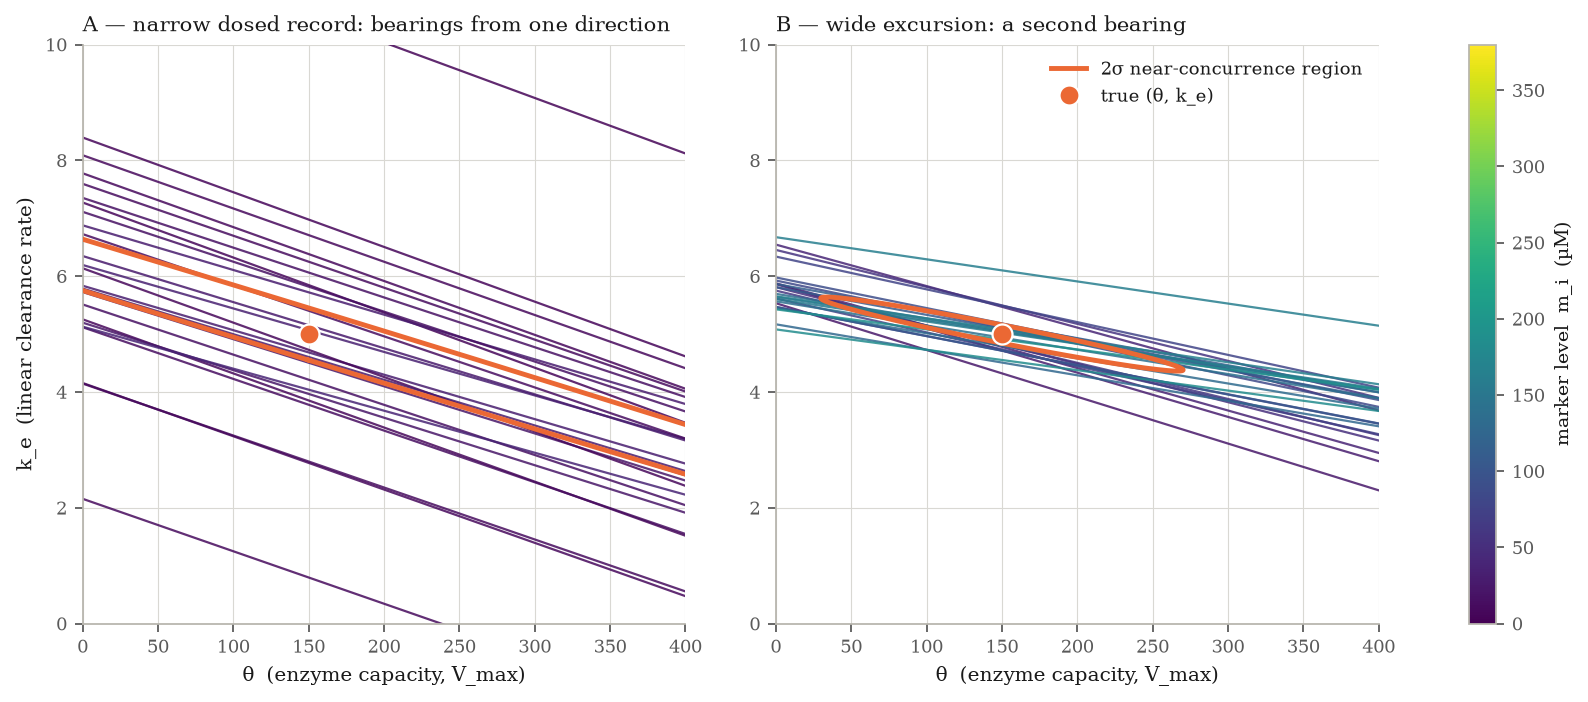 A — narrow dosed record: bearings from one direction
B — wide excursion: a second bearing
k_e (linear clearance rate)
10
8
6
4
2
0
0 50 100 150 200 250 300 350 400
θ (enzyme capacity, V_max)
2σ near-concurrence region
true (θ, k_e)
10
8
6
4
2
0
0 50 100 150 200 250 300 350 400
θ (enzyme capacity, V_max)
350
300
250
200
150
100
50
0
marker level m_i (μM)